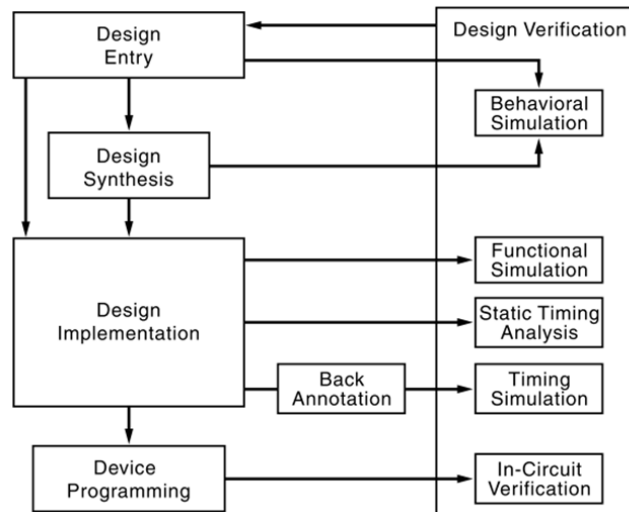 Design
Entry
Design Verification
Behavioral
Simulation
Design
Synthesis
Design
Implementation
Functional
Simulation
Static Timing
Analysis
Back
Annotation
Timing
Simulation
Device
Programming
In-Circuit
Verification